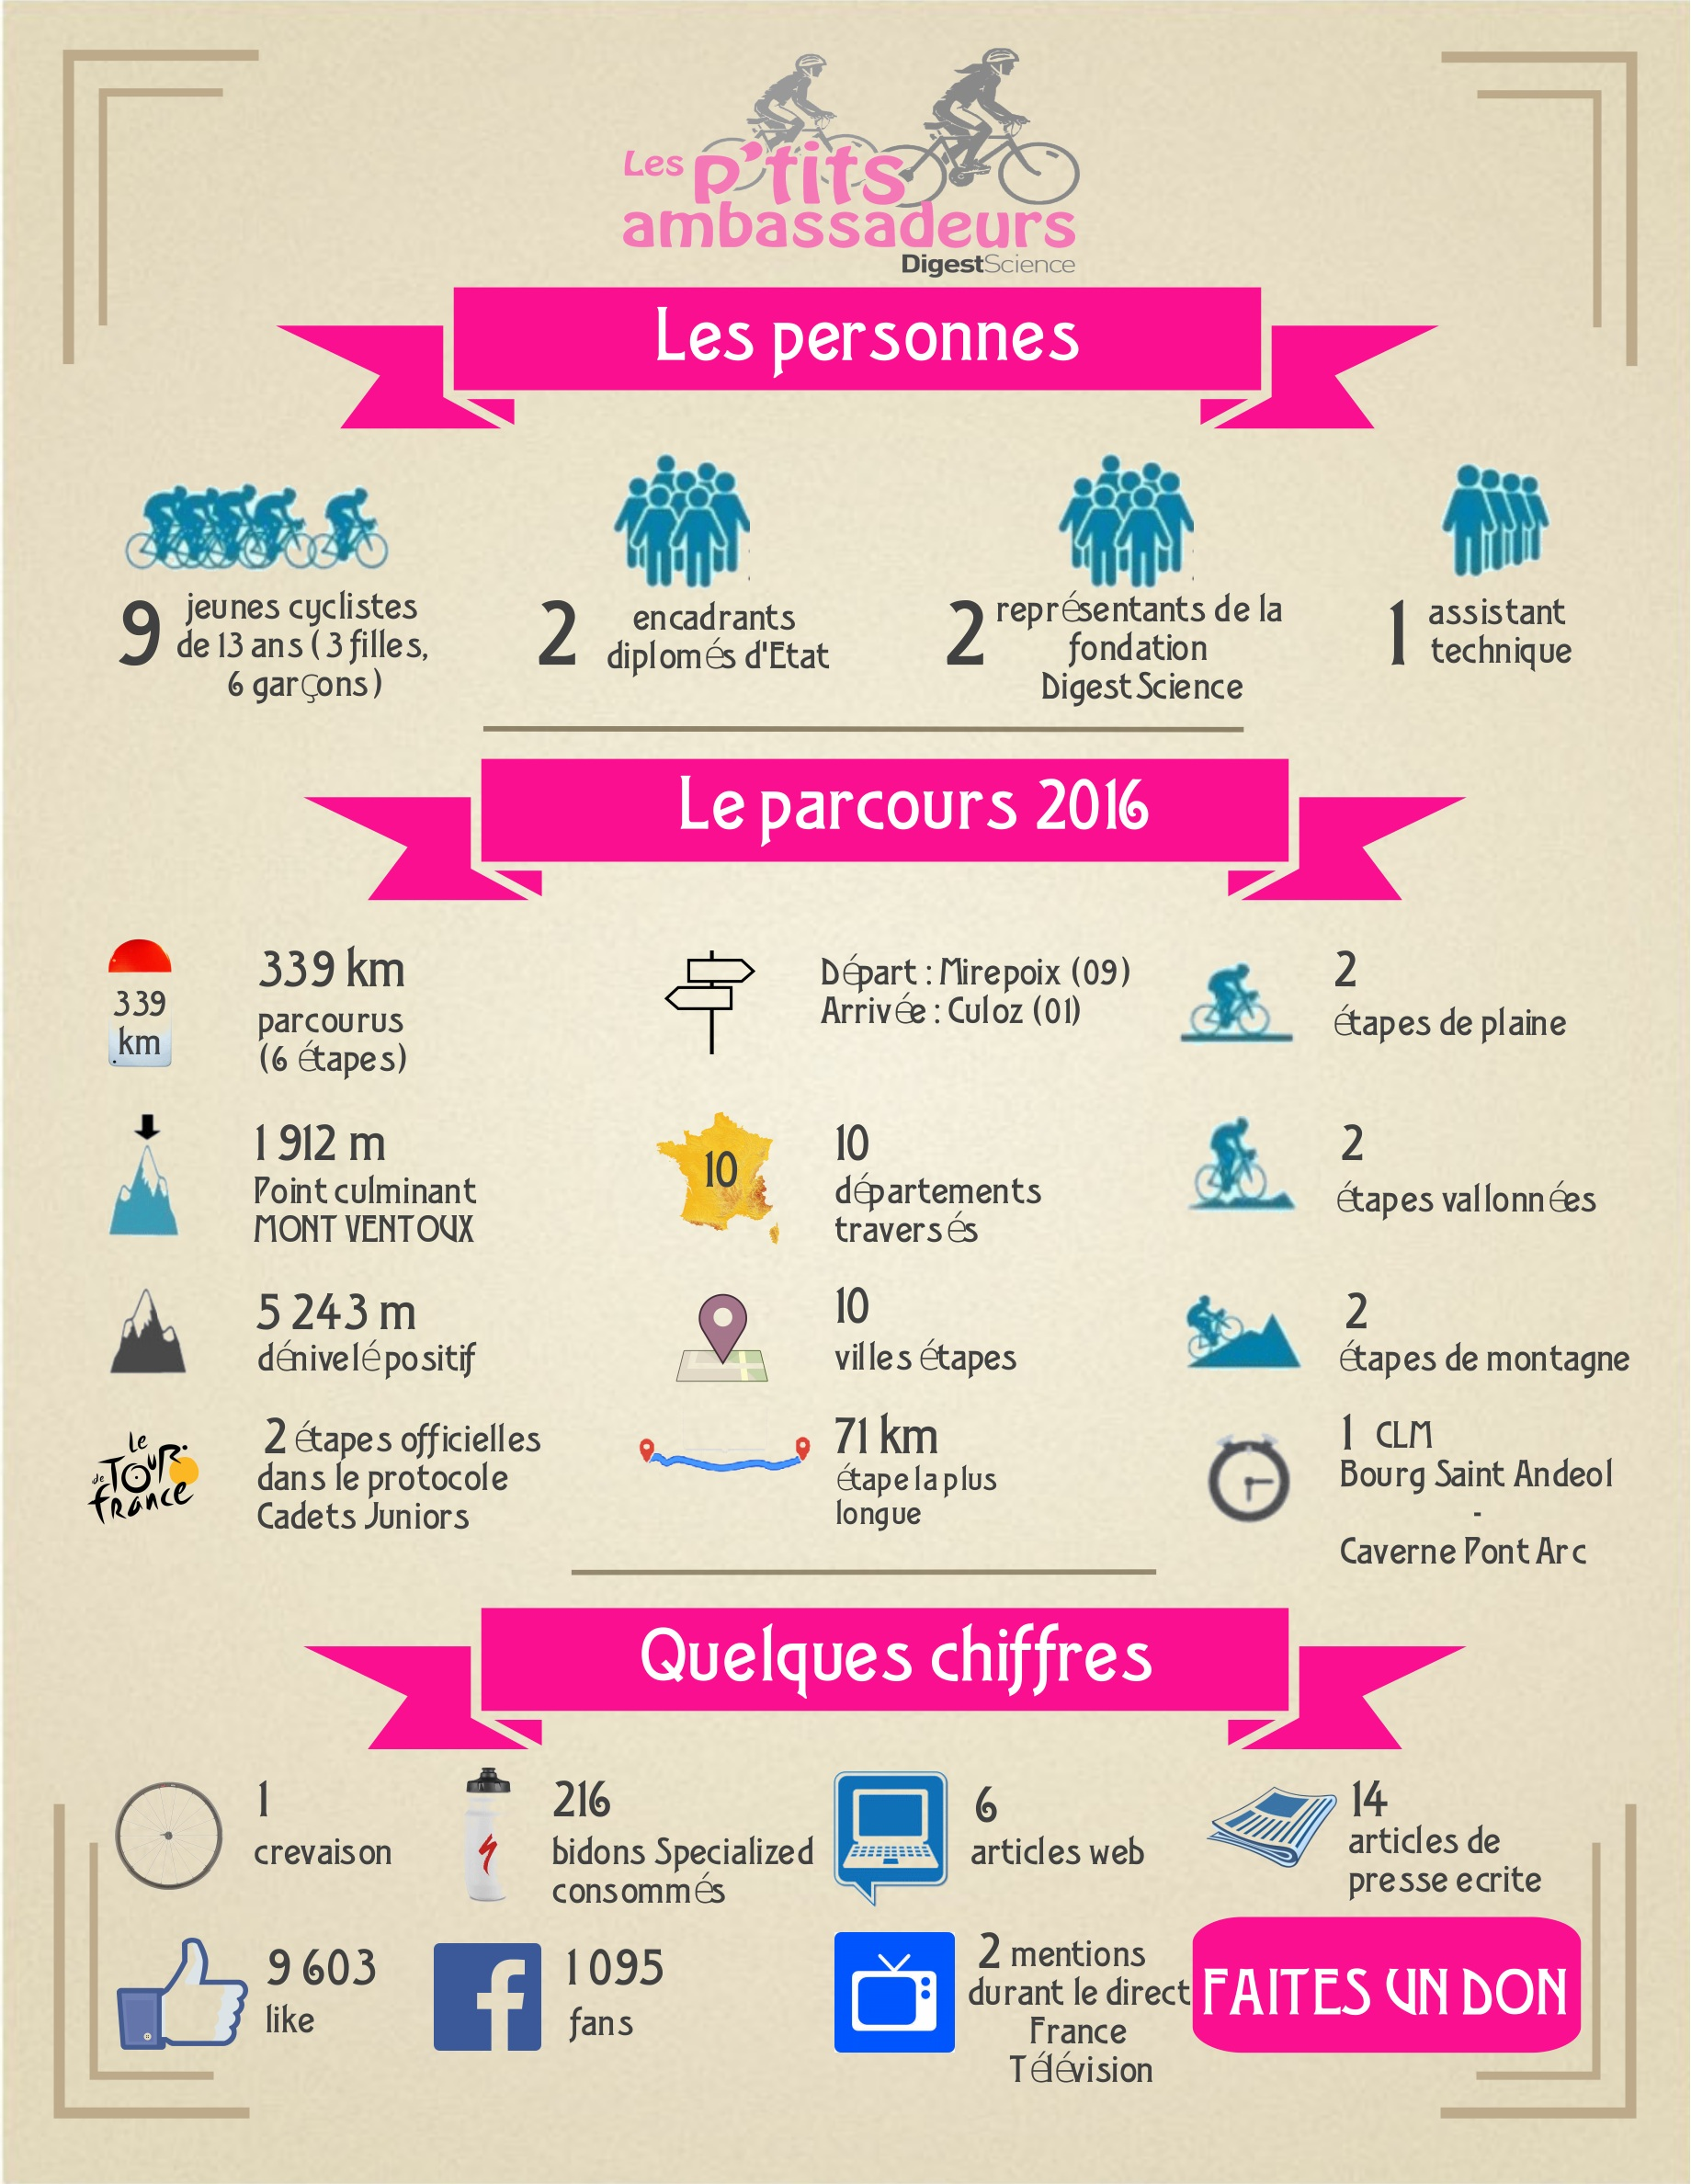 Les p'tits
ambassadeurs
DigestScience
Les personnes
9 jeunes cyclistes
de 13 ans ( 3 filles,
6 garçons )
2 encadrants
diplomés d'Etat
2 représentants de la
fondation
Digest Science
1 assistant
technique
Le parcours 2016
339
km
339 km
parcourus
(6 étapes)
Départ : Mirepoix (09)
Arrivée : Culoz (01)
2
étapes de plaine
1 912 m
Point culminant
MONT VENTOUX
10
10
départements
traversés
2
étapes vallonnées
5 243 m
dénivelé positif
10
villes étapes
2
étapes de montagne
Le
de TOUR
france
2 étapes officielles
dans le protocole
Cadets Juniors
71 km
étape la plus
longue
1 CLM
Bourg Saint Andeol
-
Caverne Pont Arc
Quelques chiffres
1
crevaison
216
bidons Specialized
consommés
6
articles web
14
articles de
presse ecrite
9 603
like
f
1 095
fans
2 mentions
durant le direct
France
Télévision
FAITES UN DON